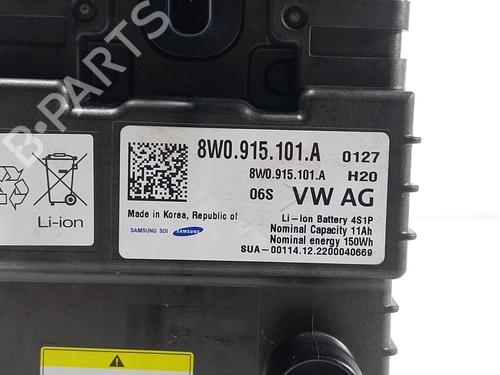 B-PARTS
8W0.915.101.A 0127
8W0.915.101.A H20
06S VW AG
Made in Korea, Republic of
Li-Ion Battery 4S1P
SAMSUNG SDI SAMSUNG
Nominal Capacity 11Ah
Nominal energy 150Wh
SUA-00114.12.2200040669
Li-ion